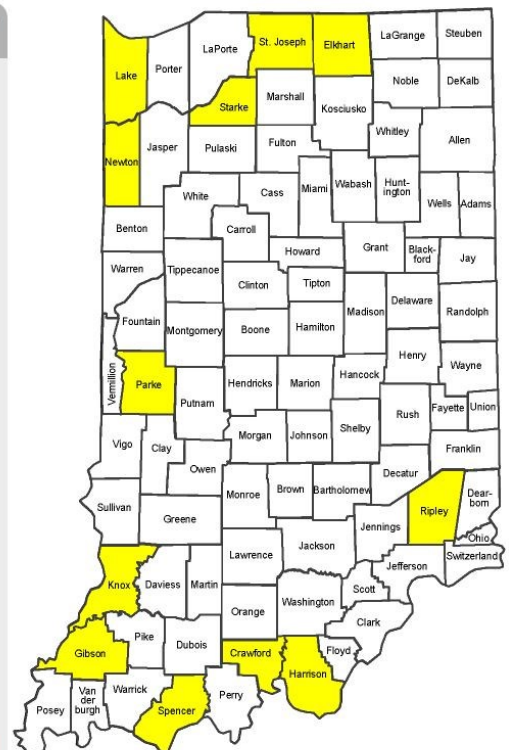 LaPorte
St. Joseph
Elkhart
LaGrange
Steuben
Lake
Porter
Noble
DeKalb
Starke
Marshall
Kosciusko
Newton
Jasper
Pulaski
Fulton
Whitley
Allen
White
Cass
Miami
Wabash
Hunt-
ington
Wells
Adams
Benton
Carroll
Howard
Grant
Black-
ford
Jay
Warren
Tippecanoe
Clinton
Tipton
Madison
Delaware
Randolph
Fountain
Montgomery
Boone
Hamilton
Henry
Wayne
Vermillion
Parke
Putnam
Hendricks
Marion
Hancock
Rush
Fayette
Union
Vigo
Clay
Owen
Morgan
Johnson
Shelby
Franklin
Decatur
Sullivan
Greene
Monroe
Brown
Bartholomew
Jennings
Ripley
Dear-
born
Ohio
Switzerland
Jefferson
Knox
Daviess
Martin
Lawrence
Jackson
Scott
Orange
Washington
Clark
Gibson
Pike
Dubois
Crawford
Harrison
Floyd
Posey
Van
der
burgh
Warrick
Spencer
Perry